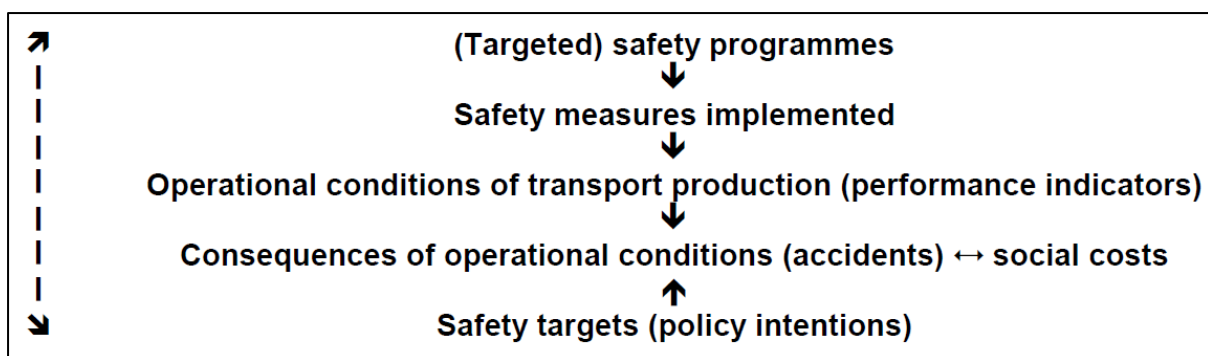 (Targeted) safety programmes
Safety measures implemented
Operational conditions of transport production (performance indicators)
Consequences of operational conditions (accidents) ↔ social costs
Safety targets (policy intentions)